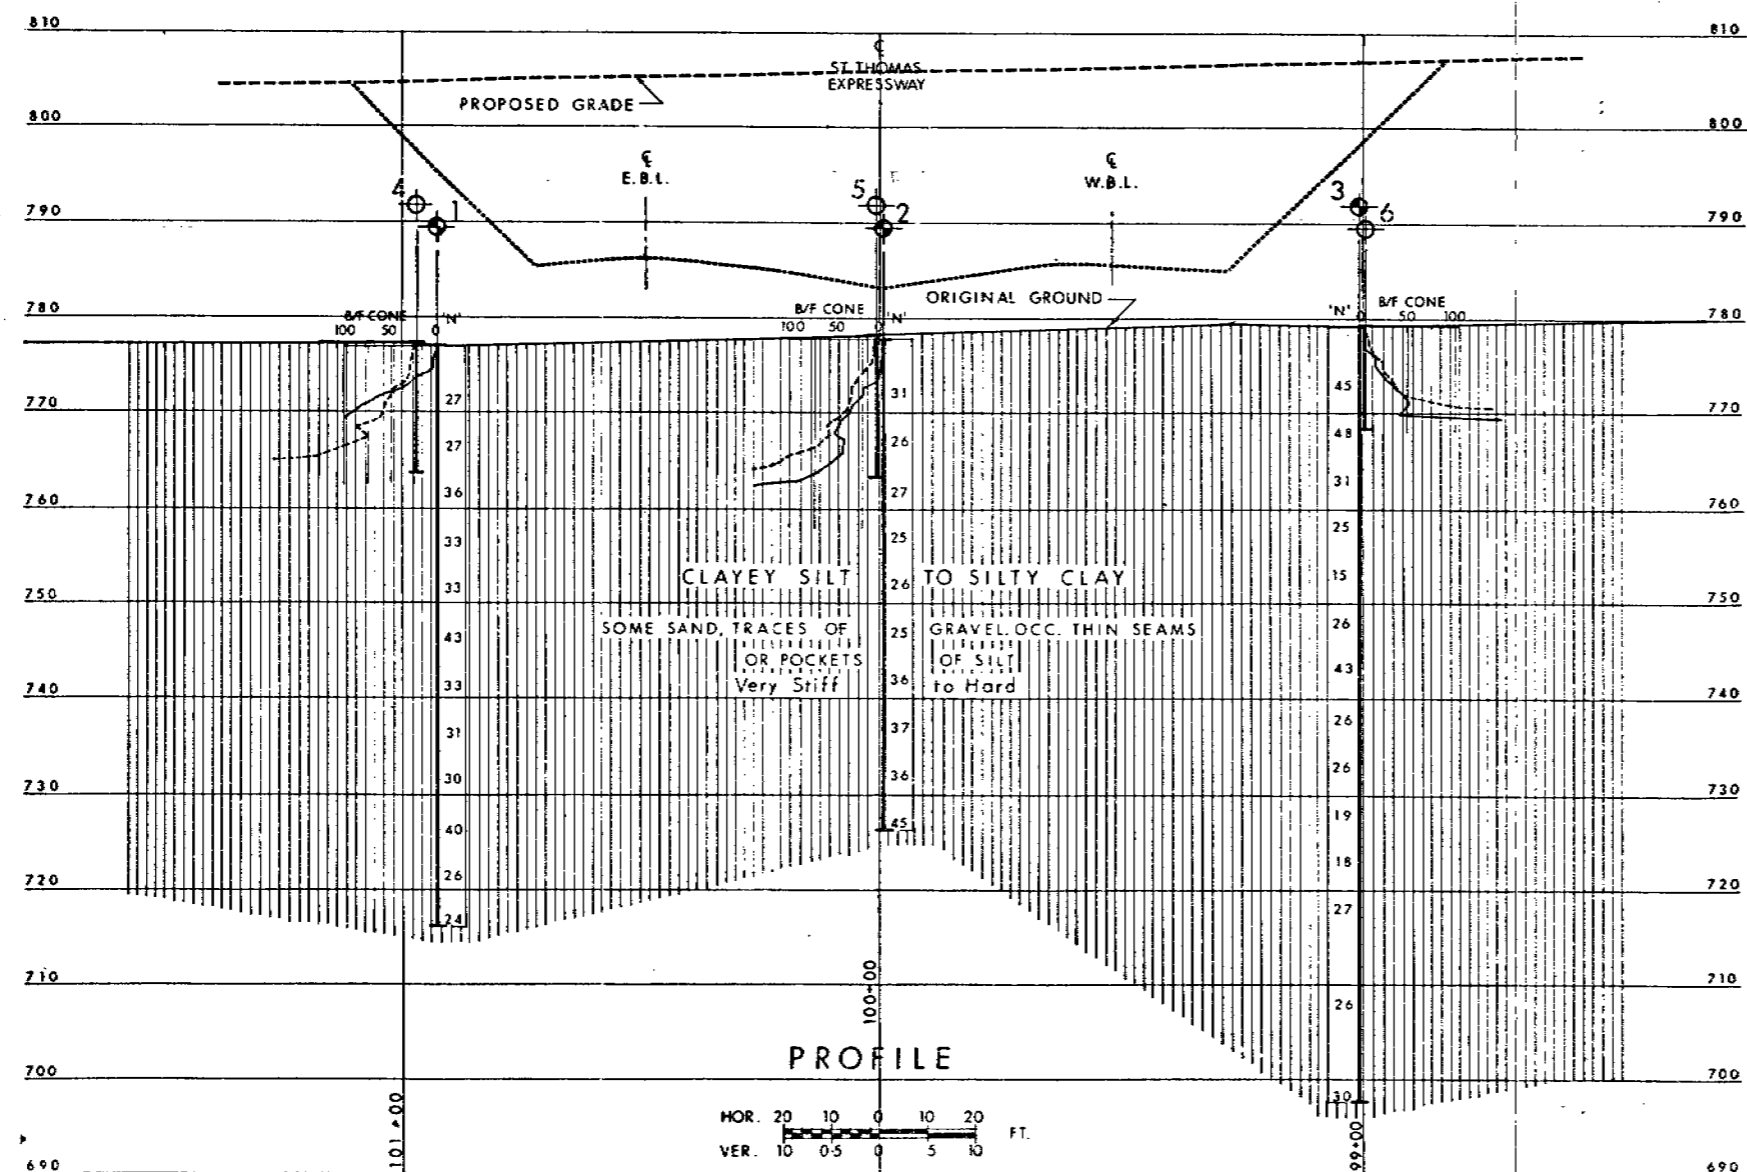 810 810
℄
ST. THOMAS
EXPRESSWAY
PROPOSED GRADE
800 800
℄
E.B.L.
℄
W.B.L.
4 1 5 2 3 6
790 790
ORIGINAL GROUND
780 780
B/F CONE 'N'
100 50 0
B/F CONE 'N'
100 50 0
'N' B/F CONE
0 50 100
770 770
760 760
750 750
740 740
730 730
720 720
710 710
700 700
690 690
27
27
36
33
33
43
33
31
30
40
26
24
31
26
27
25
26
25
36
37
36
45
45
48
31
25
15
26
43
26
26
19
18
27
26
30
CLAYEY SILT TO SILTY CLAY
SOME SAND, TRACES OF GRAVEL. OCC. THIN SEAMS
OR POCKETS OF SILT
Very Stiff to Hard
101+00
100+00
99+00
PROFILE
HOR. 20 10 0 10 20
FT.
VER. 10 0·5 0 5 10